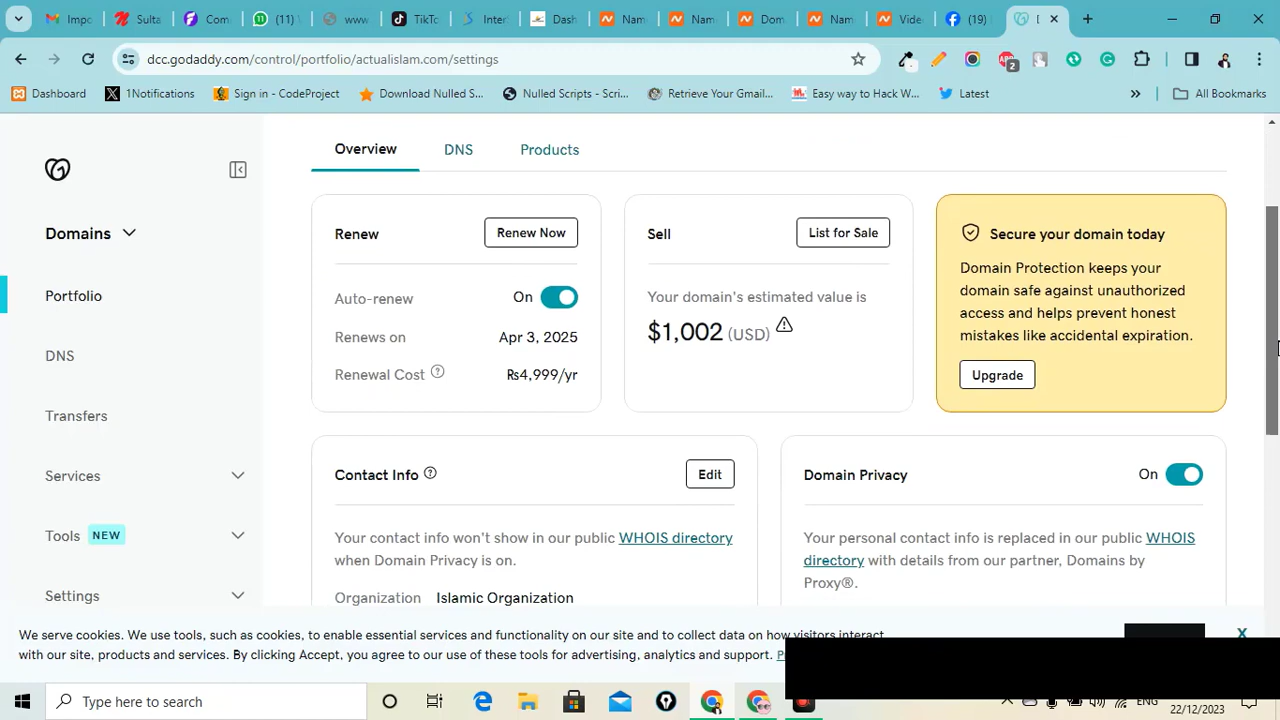 Impc
Sulta
Com
(11)
www
TikTc
Inter
Dash
Nam
Nam
Dom
Nam
Vide
(19)
dcc.godaddy.com/control/portfolio/actualislam.com/settings
2
Dashboard
1Notifications
Sign in - CodeProject
Download Nulled S...
Nulled Scripts - Scri...
Retrieve Your Gmail...
Easy way to Hack W...
Latest
All Bookmarks
Overview
DNS
Products
Domains
Portfolio
DNS
Transfers
Services
Tools NEW
Settings
Renew
Renew Now
Auto-renew On
Renews on Apr 3, 2025
Renewal Cost ₨4,999/yr
Sell
List for Sale
Your domain's estimated value is
$1,002 (USD)
Secure your domain today
Domain Protection keeps your
domain safe against unauthorized
access and helps prevent honest
mistakes like accidental expiration.
Upgrade
Contact Info
Edit
Your contact info won't show in our public WHOIS directory
when Domain Privacy is on.
Organization Islamic Organization
Domain Privacy
On
Your personal contact info is replaced in our public WHOIS
directory with details from our partner, Domains by
Proxy®.
We serve cookies. We use tools, such as cookies, to enable essential services and functionality on our site and to collect data on how visitors interact
with our site, products and services. By clicking Accept, you agree to our use of these tools for advertising, analytics and support.
X
Type here to search
ENG
22/12/2023